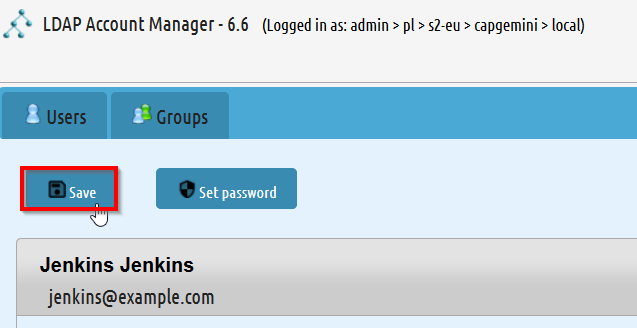 LDAP Account Manager - 6.6 (Logged in as: admin > pl > s2-eu > capgemini > local)
Users Groups
Save Set password
Jenkins Jenkins
jenkins@example.com